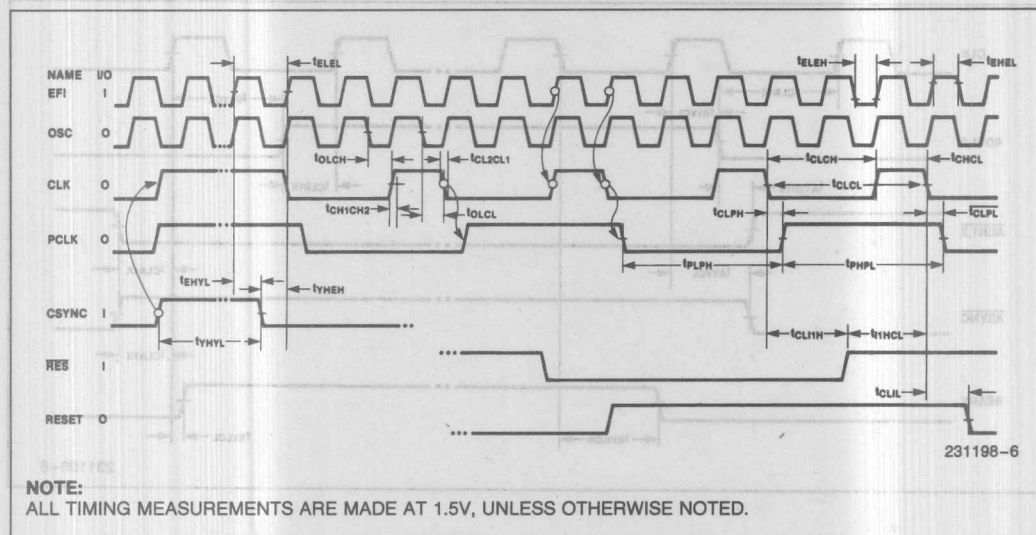 NAME I/O
EFI I
OSC O
CLK O
PCLK O
CSYNC I
RES I
RESET O
tELEL
tELEH
tEHEL
tOLCH
tCL2CL1
tCLCH
tCHCL
tCLCL
tCH1CH2
tOLCL
tCLPH
tCLPL
tPLPH
tPHPL
tEHYL
tYHEH
tYHYL
tCLI1H
tI1HCL
tCLIL
231198-6
NOTE:
ALL TIMING MEASUREMENTS ARE MADE AT 1.5V, UNLESS OTHERWISE NOTED.